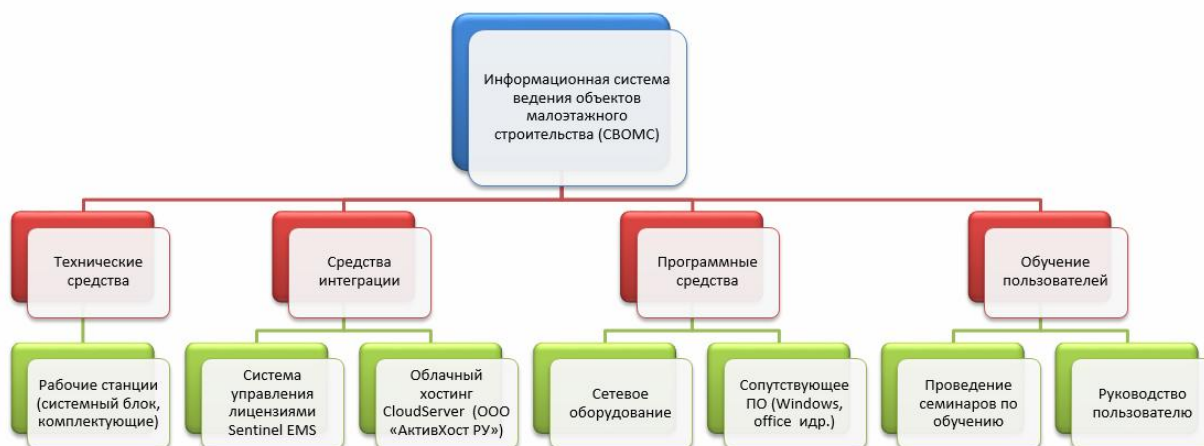 Информационная система
ведения объектов
малоэтажного
строительства (СВОМС)
Технические
средства
Средства
интеграции
Программные
средства
Обучение
пользователей
Рабочие станции
(системный блок,
комплектующие)
Система
управления
лицензиями
Sentinel EMS
Облачный
хостинг
CloudServer (ООО
«АктивХост РУ»)
Сетевое
оборудование
Сопутствующее
ПО (Windows,
office идр.)
Проведение
семинаров по
обучению
Руководство
пользователю